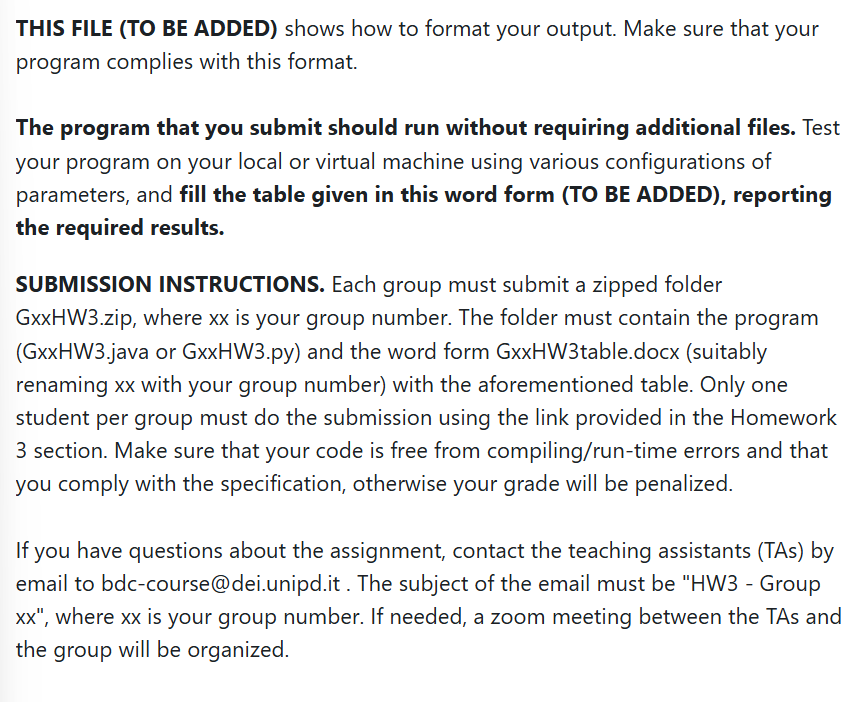 THIS FILE (TO BE ADDED) shows how to format your output. Make sure that your
program complies with this format.
The program that you submit should run without requiring additional files. Test
your program on your local or virtual machine using various configurations of
parameters, and fill the table given in this word form (TO BE ADDED), reporting
the required results.
SUBMISSION INSTRUCTIONS. Each group must submit a zipped folder
GxxHW3.zip, where xx is your group number. The folder must contain the program
(GxxHW3.java or GxxHW3.py) and the word form GxxHW3table.docx (suitably
renaming xx with your group number) with the aforementioned table. Only one
student per group must do the submission using the link provided in the Homework
3 section. Make sure that your code is free from compiling/run-time errors and that
you comply with the specification, otherwise your grade will be penalized.
If you have questions about the assignment, contact the teaching assistants (TAs) by
email to bdc-course@dei.unipd.it . The subject of the email must be "HW3 - Group
xx", where xx is your group number. If needed, a zoom meeting between the TAs and
the group will be organized.